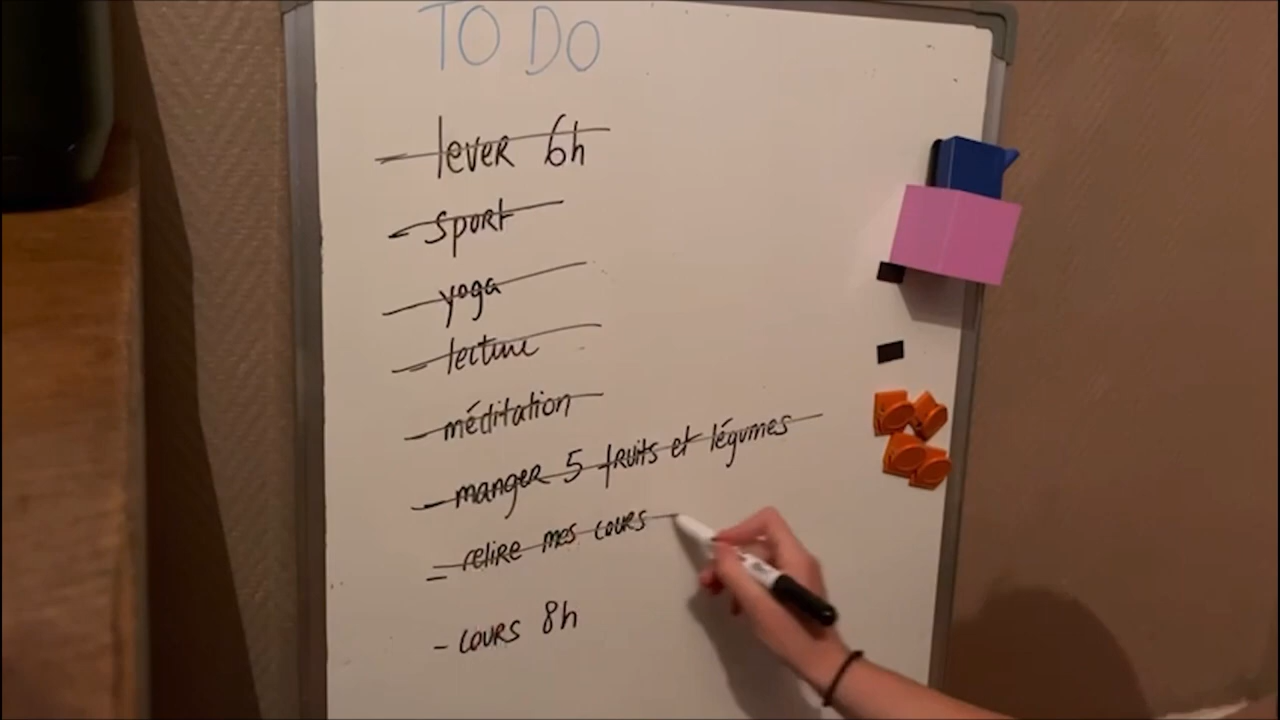 TO DO
- lever 6h
- sport
- yoga
- lecture
- méditation
- manger 5 fruits et légumes
- relire mes cours
- cours 8h